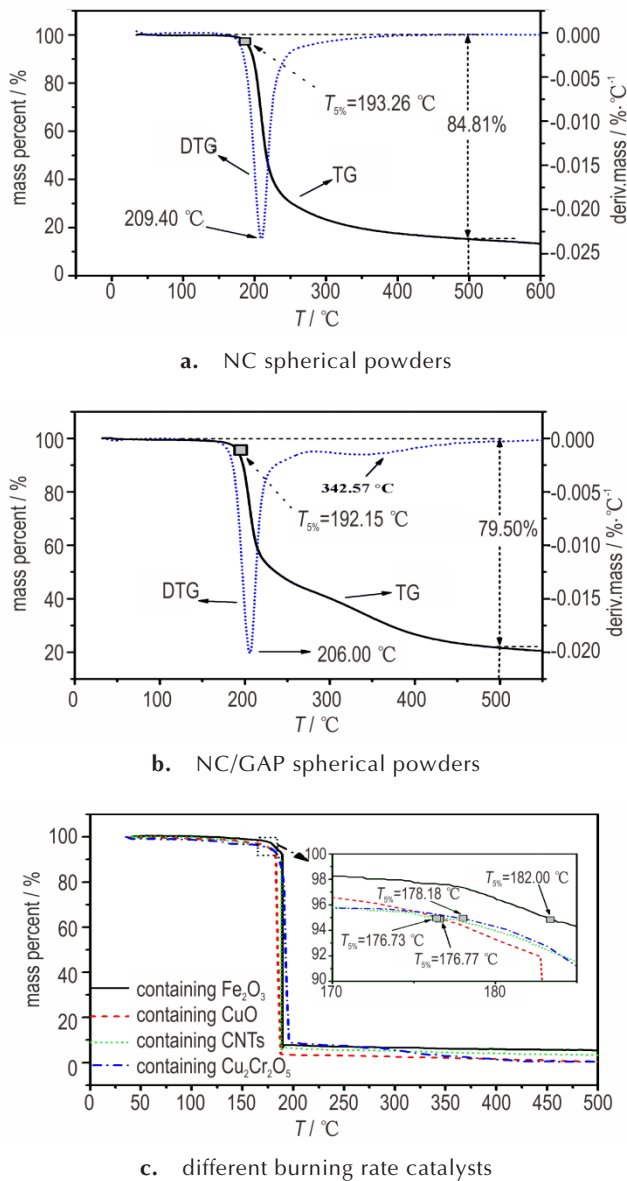 100
80
60
40
20
0
mass percent / %
0.000
-0.005
-0.010
-0.015
-0.020
-0.025
deriv.mass / %·℃⁻¹
T5%=193.26 ℃
84.81%
DTG
TG
209.40 ℃
0 100 200 300 400 500 600
T / ℃
a. NC spherical powders
100
80
60
40
20
mass percent / %
0.000
-0.005
-0.010
-0.015
-0.020
deriv.mass / %·℃⁻¹
342.57 °C
T5%=192.15 ℃
79.50%
DTG
TG
206.00 ℃
0 100 200 300 400 500
T / ℃
b. NC/GAP spherical powders
100
90
80
70
60
50
40
30
20
10
0
mass percent / %
98
96
94
92
90
T5%=182.00 ℃
T5%=178.18 ℃
T5%=176.73 ℃
T5%=176.77 ℃
170 180
containing Fe₂O₃
containing CuO
containing CNTs
containing Cu₂Cr₂O₅
0 50 100 150 200 250 300 350 400 450 500
T / ℃
c. different burning rate catalysts